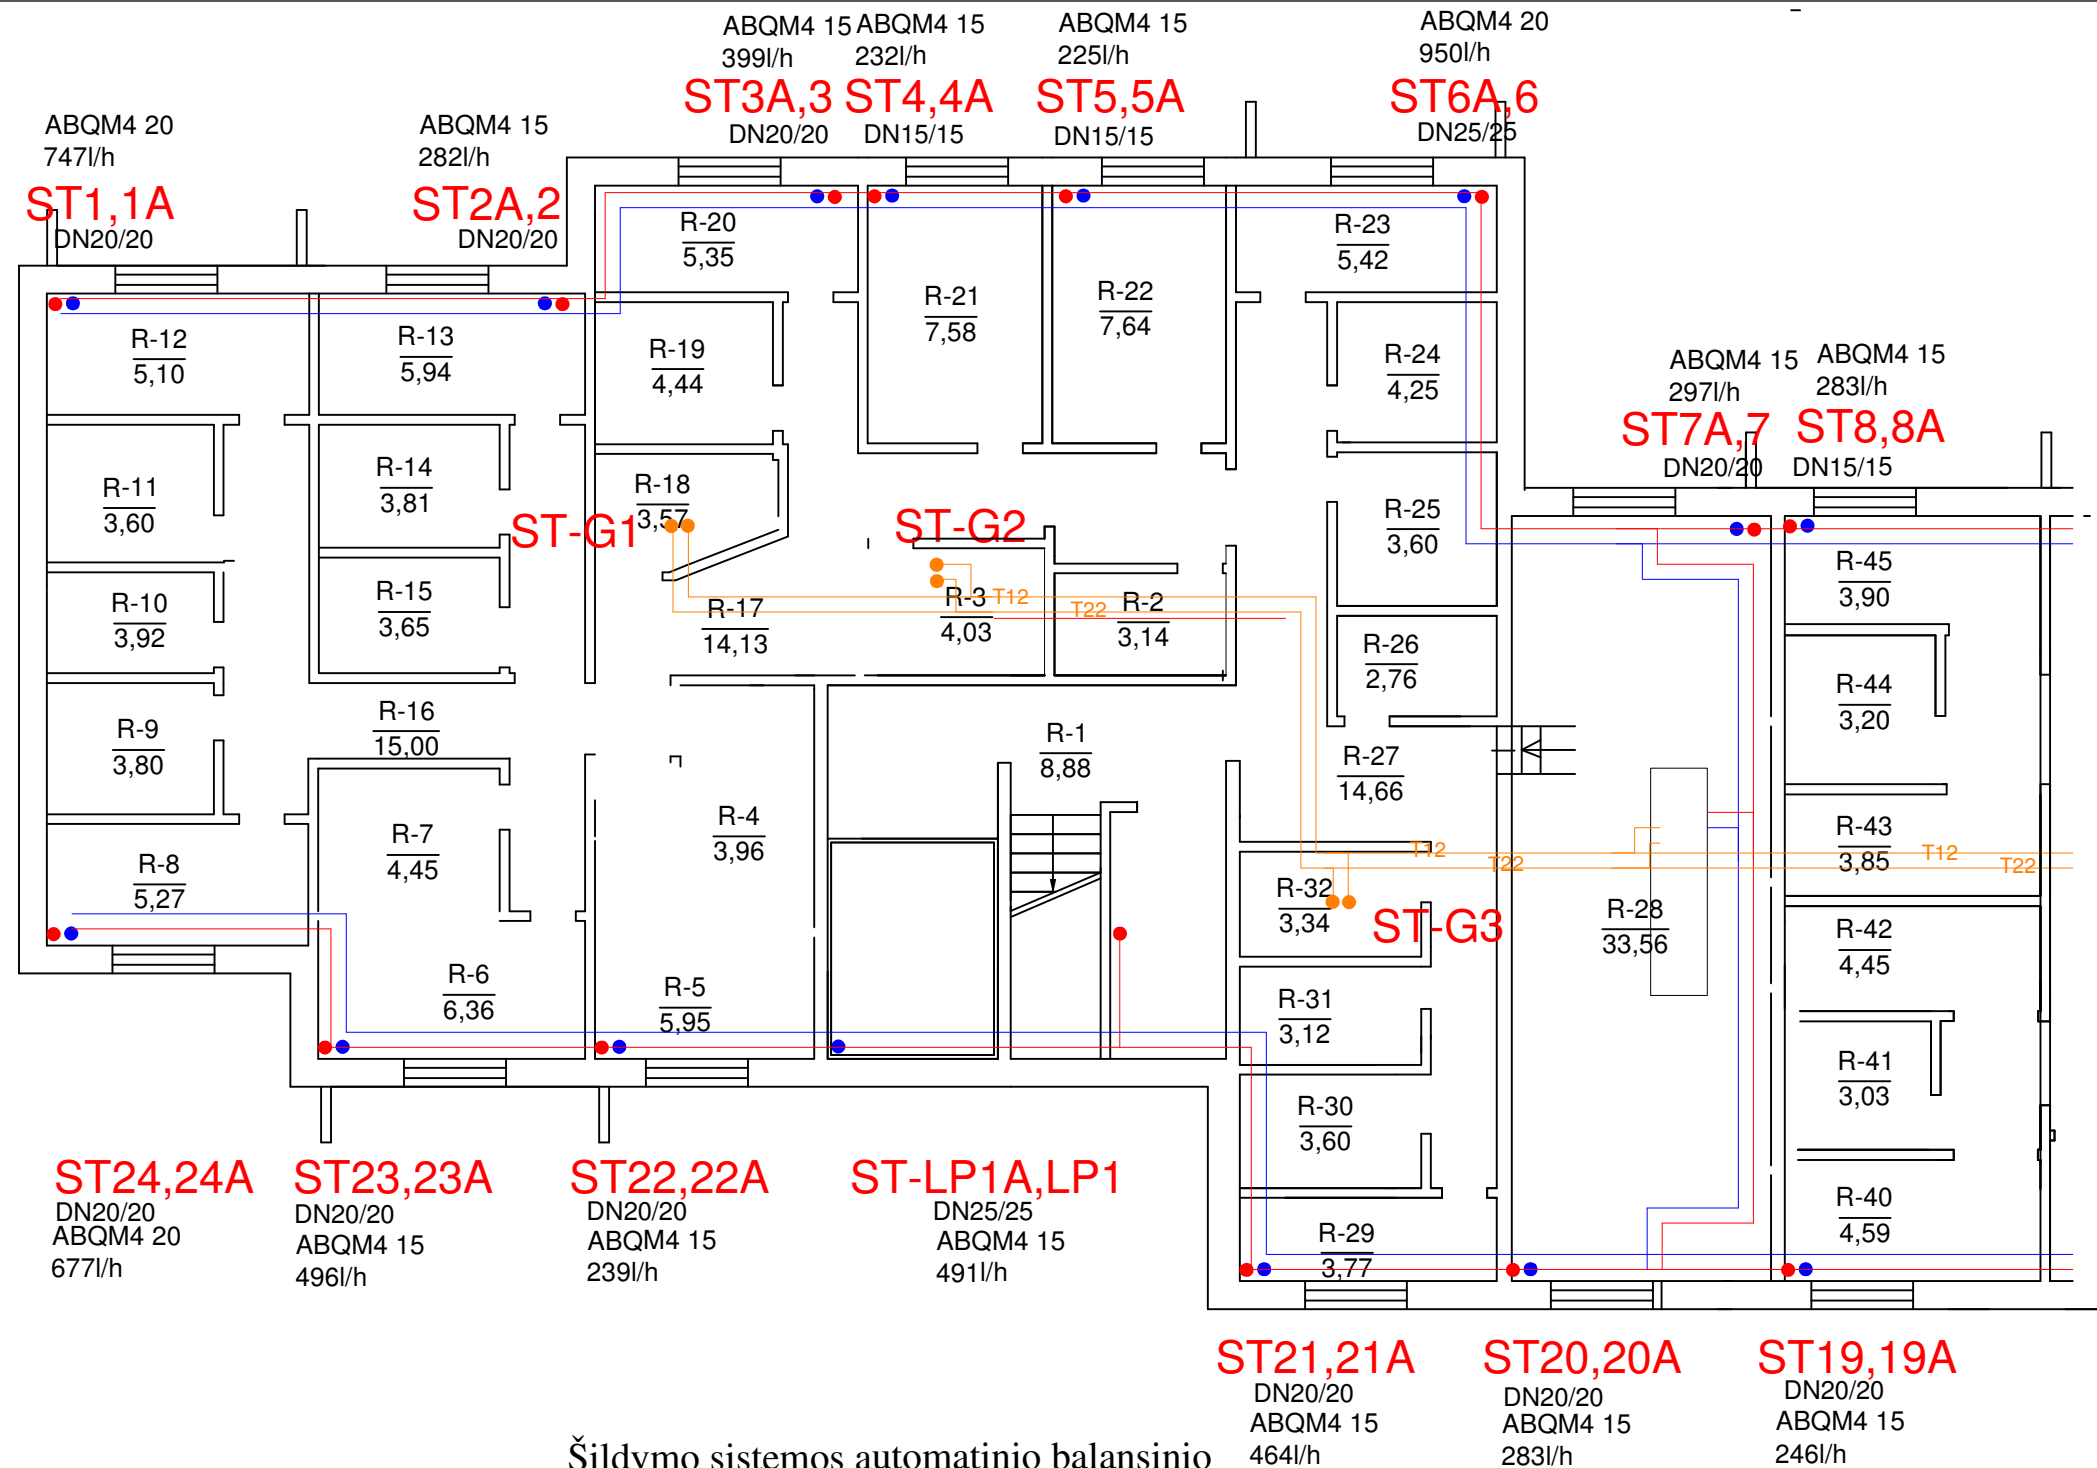 ABQM4 15
399l/h
ST3A,3
DN20/20
ABQM4 15
232l/h
ST4,4A
DN15/15
ABQM4 15
225l/h
ST5,5A
DN15/15
ABQM4 20
950l/h
ST6A,6
DN25/25
ABQM4 20
747l/h
ST1,1A
DN20/20
ABQM4 15
282l/h
ST2A,2
DN20/20
R-20
5,35
R-23
5,42
R-21
7,58
R-22
7,64
R-12
5,10
R-13
5,94
R-19
4,44
R-24
4,25
ABQM4 15
297l/h
ST7A,7
DN20/20
ABQM4 15
283l/h
ST8,8A
DN15/15
R-11
3,60
R-14
3,81
ST-G1
R-18
3,57
ST-G2
R-25
3,60
R-45
3,90
R-10
3,92
R-15
3,65
R-17
14,13
R-3
4,03
T12
T22
R-2
3,14
R-26
2,76
R-44
3,20
R-9
3,80
R-16
15,00
R-1
8,88
R-27
14,66
R-8
5,27
R-7
4,45
R-4
3,96
T12
T22
R-43
3,85
T12
T22
R-32
3,34
ST-G3
R-28
33,56
R-42
4,45
R-6
6,36
R-5
5,95
R-31
3,12
R-41
3,03
R-30
3,60
R-40
4,59
R-29
3,77
ST24,24A
DN20/20
ABQM4 20
677l/h
ST23,23A
DN20/20
ABQM4 15
496l/h
ST22,22A
DN20/20
ABQM4 15
239l/h
ST-LP1A,LP1
DN25/25
ABQM4 15
491l/h
ST21,21A
DN20/20
ABQM4 15
464l/h
ST20,20A
DN20/20
ABQM4 15
283l/h
ST19,19A
DN20/20
ABQM4 15
246l/h
Šildymo sistemos automatinio balansinio